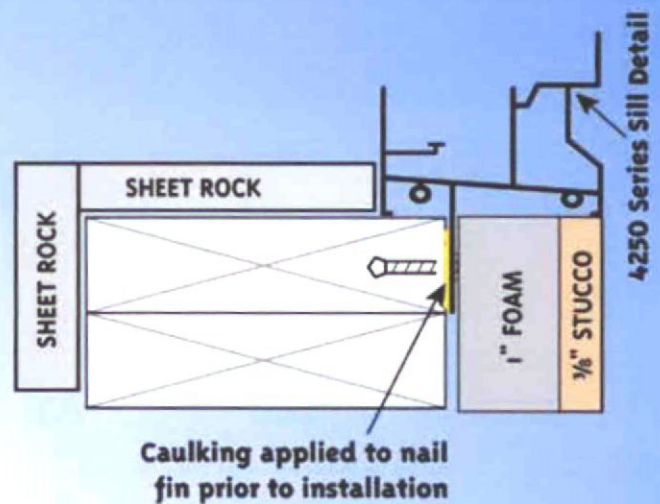 SHEET ROCK
SHEET ROCK
4250 Series Sill Detail
1" FOAM
⅜" STUCCO
Caulking applied to nail
fin prior to installation